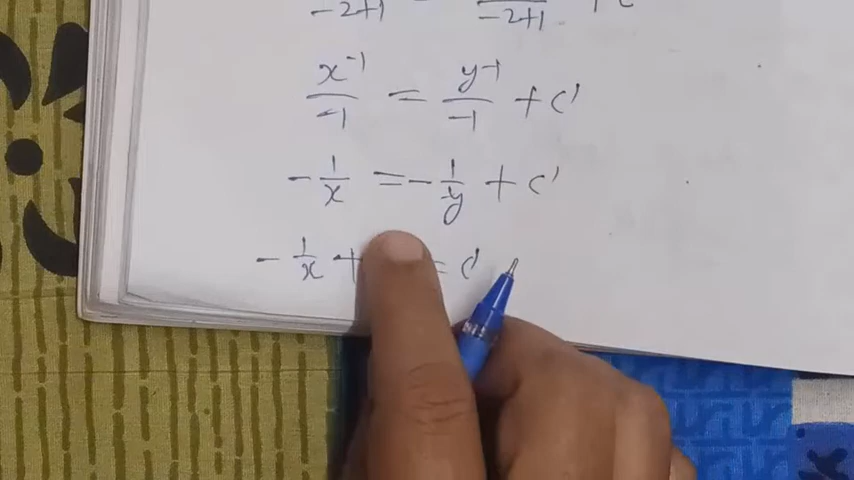 -2+1 -2+1 + c
x^-1/-1 = y^-1/-1 + c'
-1/x = -1/y + c'
-1/x + = c'